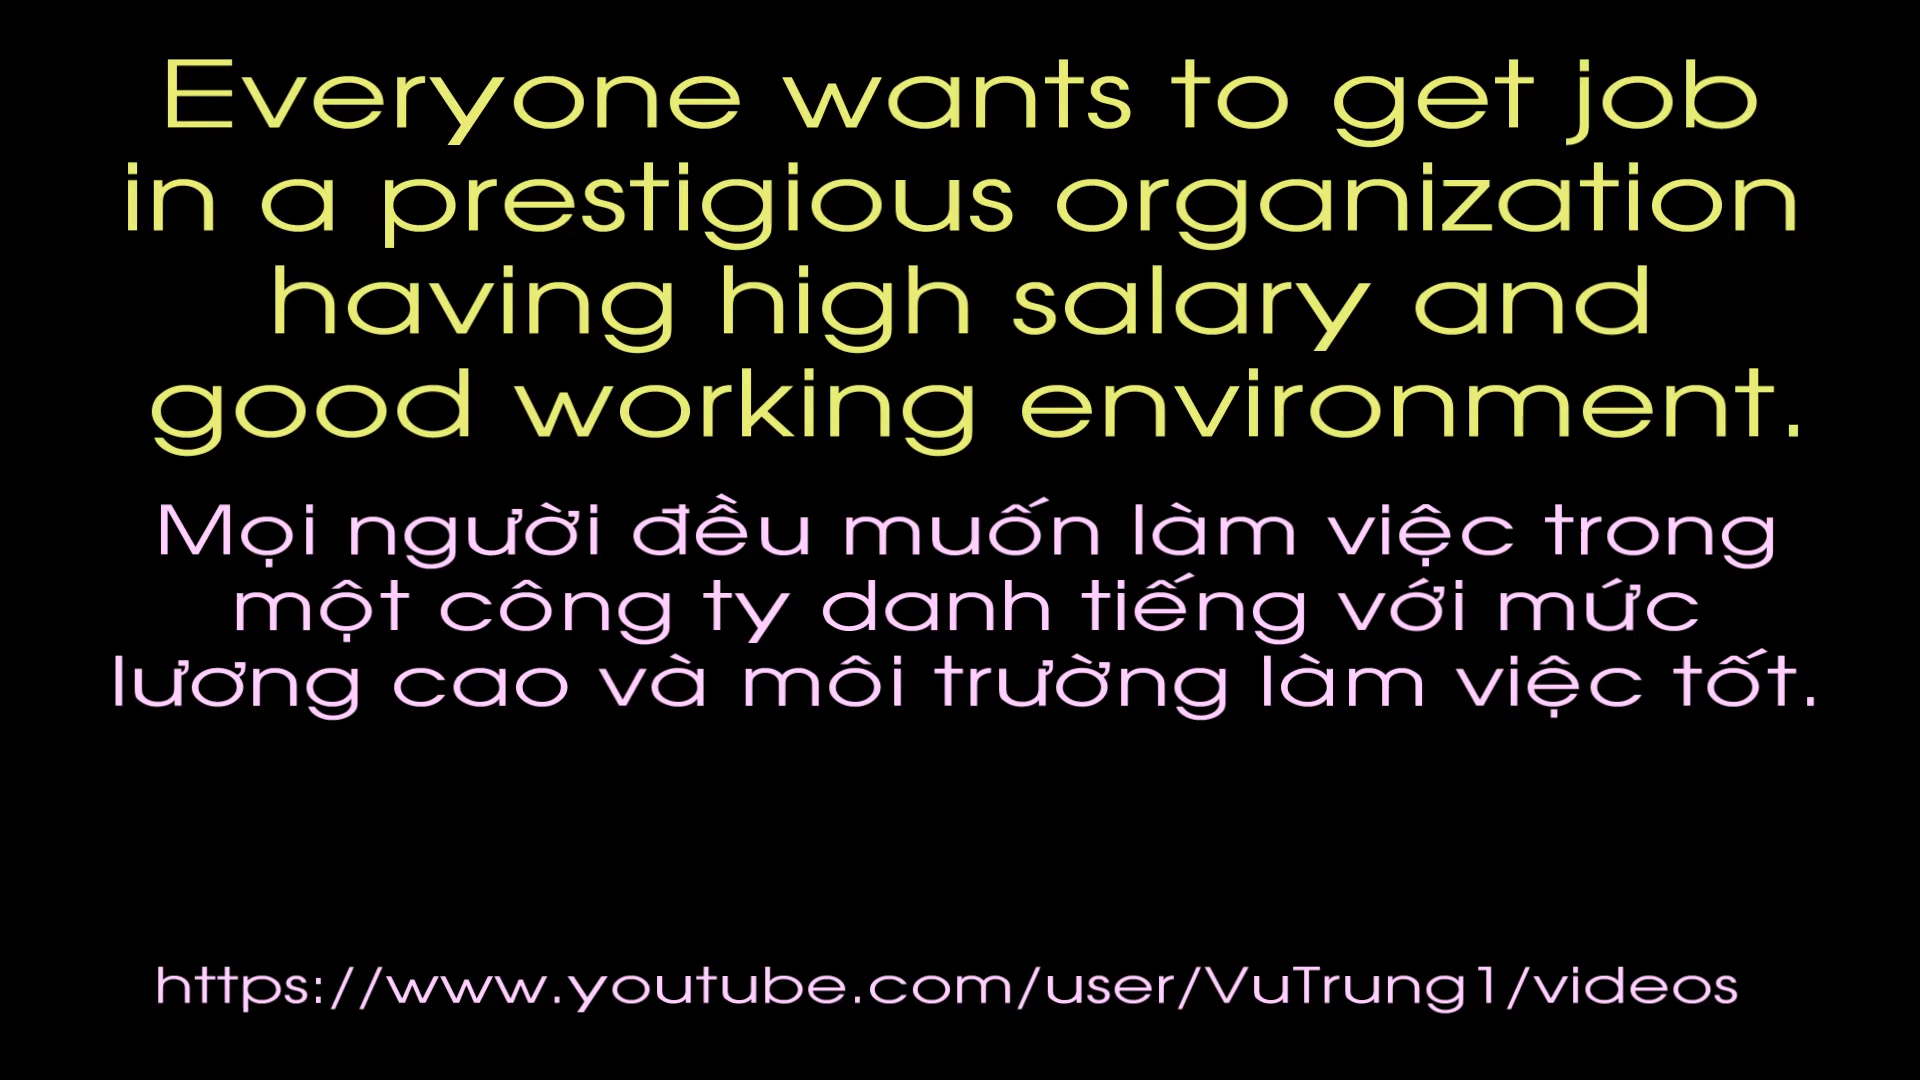 Everyone wants to get job
in a prestigious organization
having high salary and
good working environment.
Mọi người đều muốn làm việc trong
một công ty danh tiếng với mức
lương cao và môi trường làm việc tốt.
https://www.youtube.com/user/VuTrung1/videos